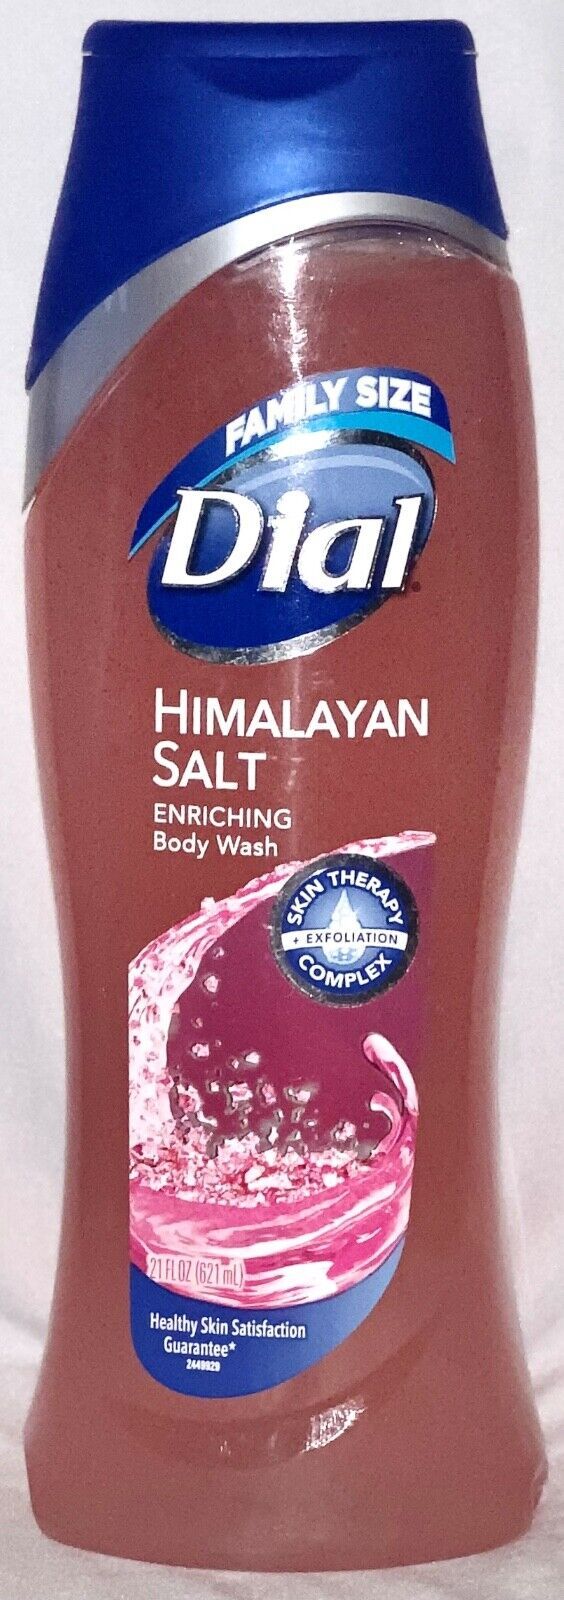 FAMILY SIZE
Dial®
HIMALAYAN
SALT
ENRICHING
Body Wash
SKIN THERAPY
+ EXFOLIATION
COMPLEX
21 FL OZ (621 mL)
Healthy Skin Satisfaction
Guarantee*
2449929